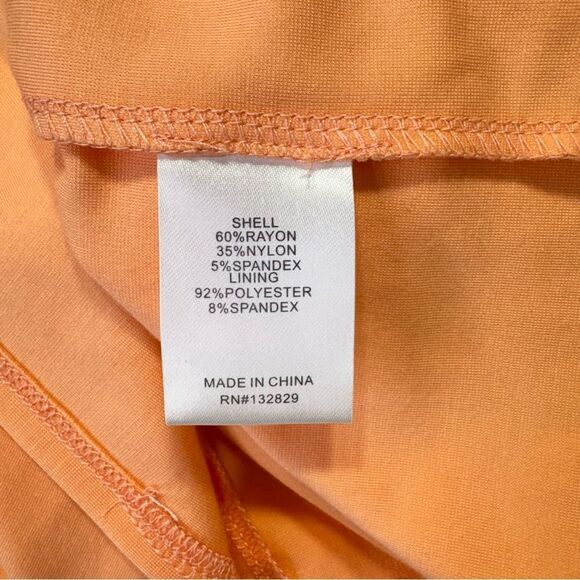 SHELL
60%RAYON
35%NYLON
5%SPANDEX
LINING
92%POLYESTER
8%SPANDEX
MADE IN CHINA
RN#132829